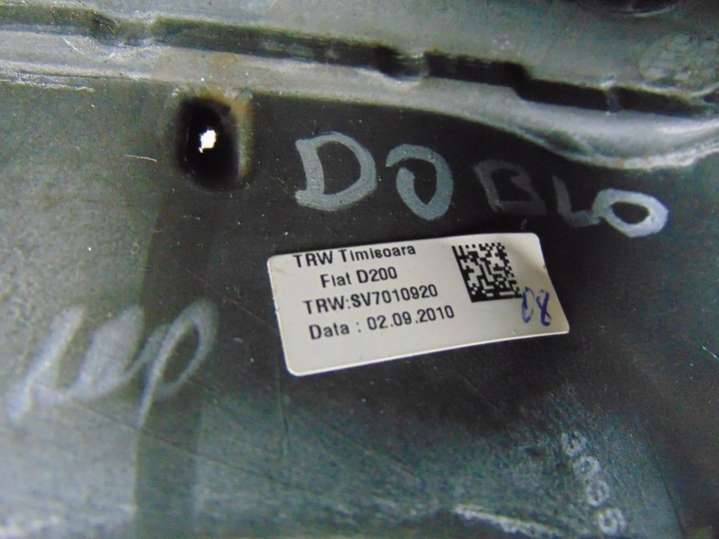 DOBLO
TRW Timisoara
Fiat D200
TRW:SV7010920
Data : 02.09.2010
08